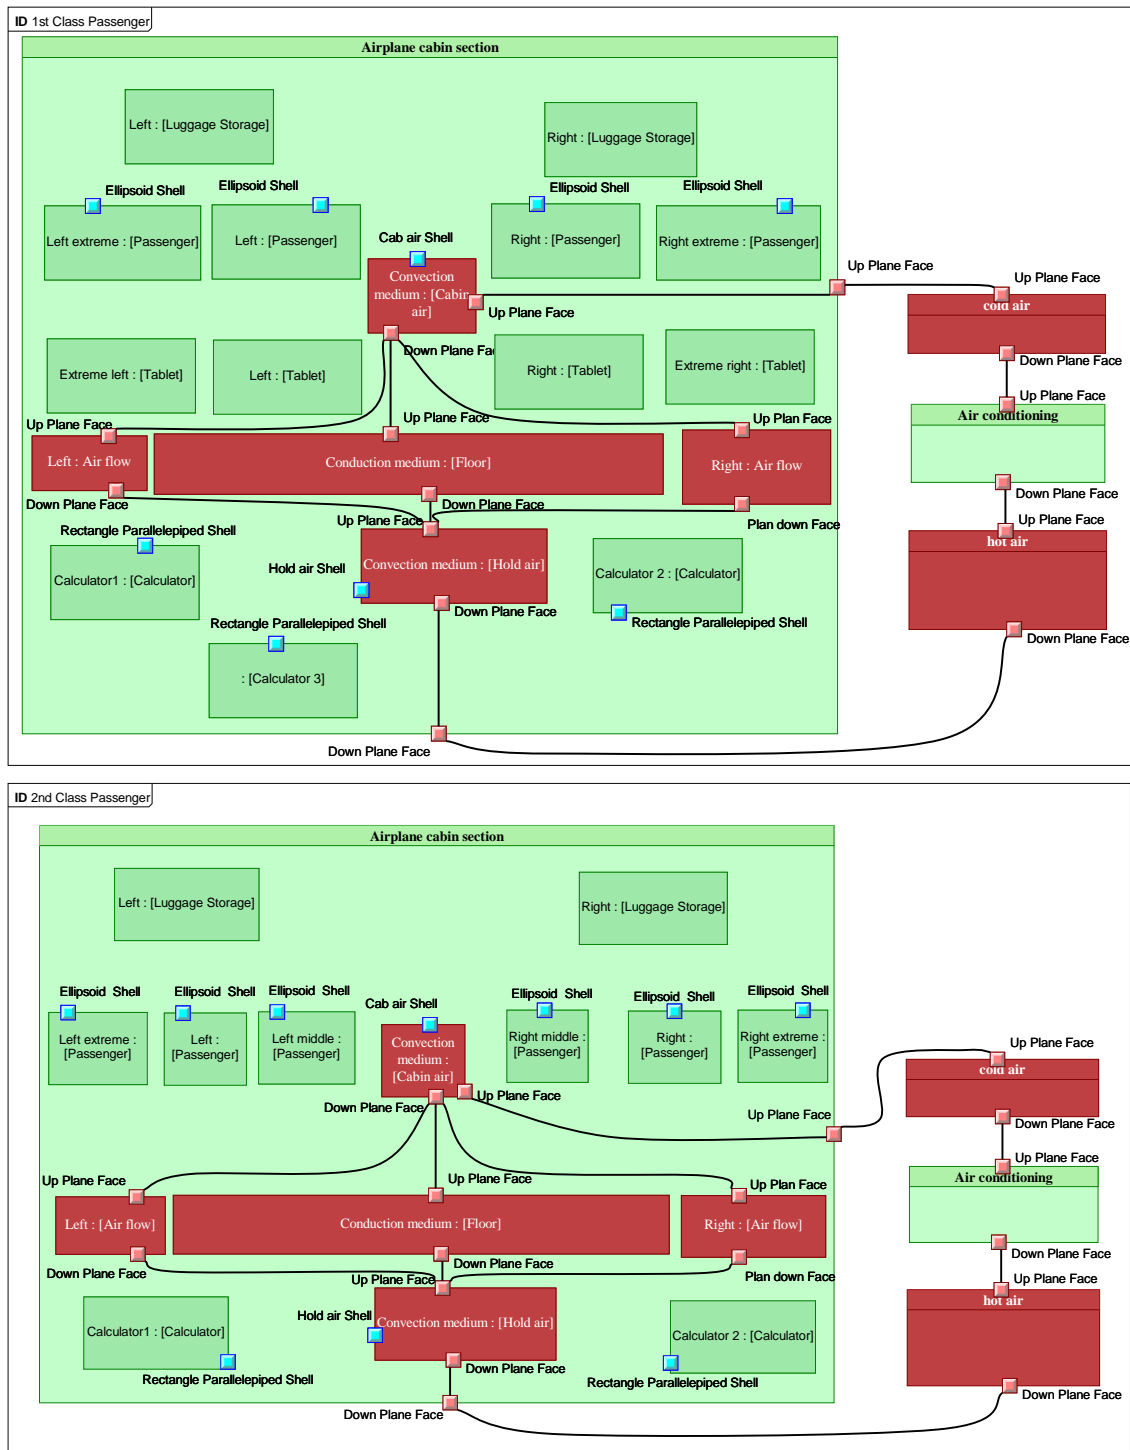 ID 1st Class Passenger
Airplane cabin section
Left : [Luggage Storage]
Right : [Luggage Storage]
Ellipsoid Shell
Ellipsoid Shell
Ellipsoid Shell
Ellipsoid Shell
Left extreme : [Passenger]
Left : [Passenger]
Right : [Passenger]
Right extreme : [Passenger]
Cab air Shell
Convection
medium : [Cabin
air]
Up Plane Face
Up Plane Face
Up Plane Face
cold air
Down Plane Face
Down Plane Fac
Extreme left : [Tablet]
Left : [Tablet]
Right : [Tablet]
Extreme right : [Tablet]
Up Plane Face
Air conditioning
Down Plane Face
Up Plane Face
Up Plane Face
Up Plan Face
Left : Air flow
Conduction medium : [Floor]
Right : Air flow
Down Plane Face
Down Plane Face
Plan down Face
Up Plane Face
hot air
Down Plane Face
Rectangle Parallelepiped Shell
Up Plane Face
Calculator1 : [Calculator]
Hold air Shell
Convection medium : [Hold air]
Calculator 2 : [Calculator]
Down Plane Face
Rectangle Parallelepiped Shell
Rectangle Parallelepiped Shell
: [Calculator 3]
Down Plane Face
ID 2nd Class Passenger
Airplane cabin section
Left : [Luggage Storage]
Right : [Luggage Storage]
Ellipsoid Shell
Ellipsoid Shell
Ellipsoid Shell
Ellipsoid Shell
Ellipsoid Shell
Ellipsoid Shell
Left extreme :
[Passenger]
Left :
[Passenger]
Left middle :
[Passenger]
Cab air Shell
Convection
medium :
[Cabin air]
Right middle :
[Passenger]
Right :
[Passenger]
Right extreme :
[Passenger]
Down Plane Face
Up Plane Face
Up Plane Face
Up Plane Face
cold air
Down Plane Face
Up Plane Face
Air conditioning
Down Plane Face
Up Plane Face
Up Plane Face
Up Plan Face
Left : [Air flow]
Conduction medium : [Floor]
Right : [Air flow]
Down Plane Face
Down Plane Face
Plan down Face
Up Plane Face
hot air
Down Plane Face
Up Plane Face
Calculator1 : [Calculator]
Hold air Shell
Convection medium : [Hold air]
Calculator 2 : [Calculator]
Down Plane Face
Rectangle Parallelepiped Shell
Rectangle Parallelepiped Shell
Down Plane Face